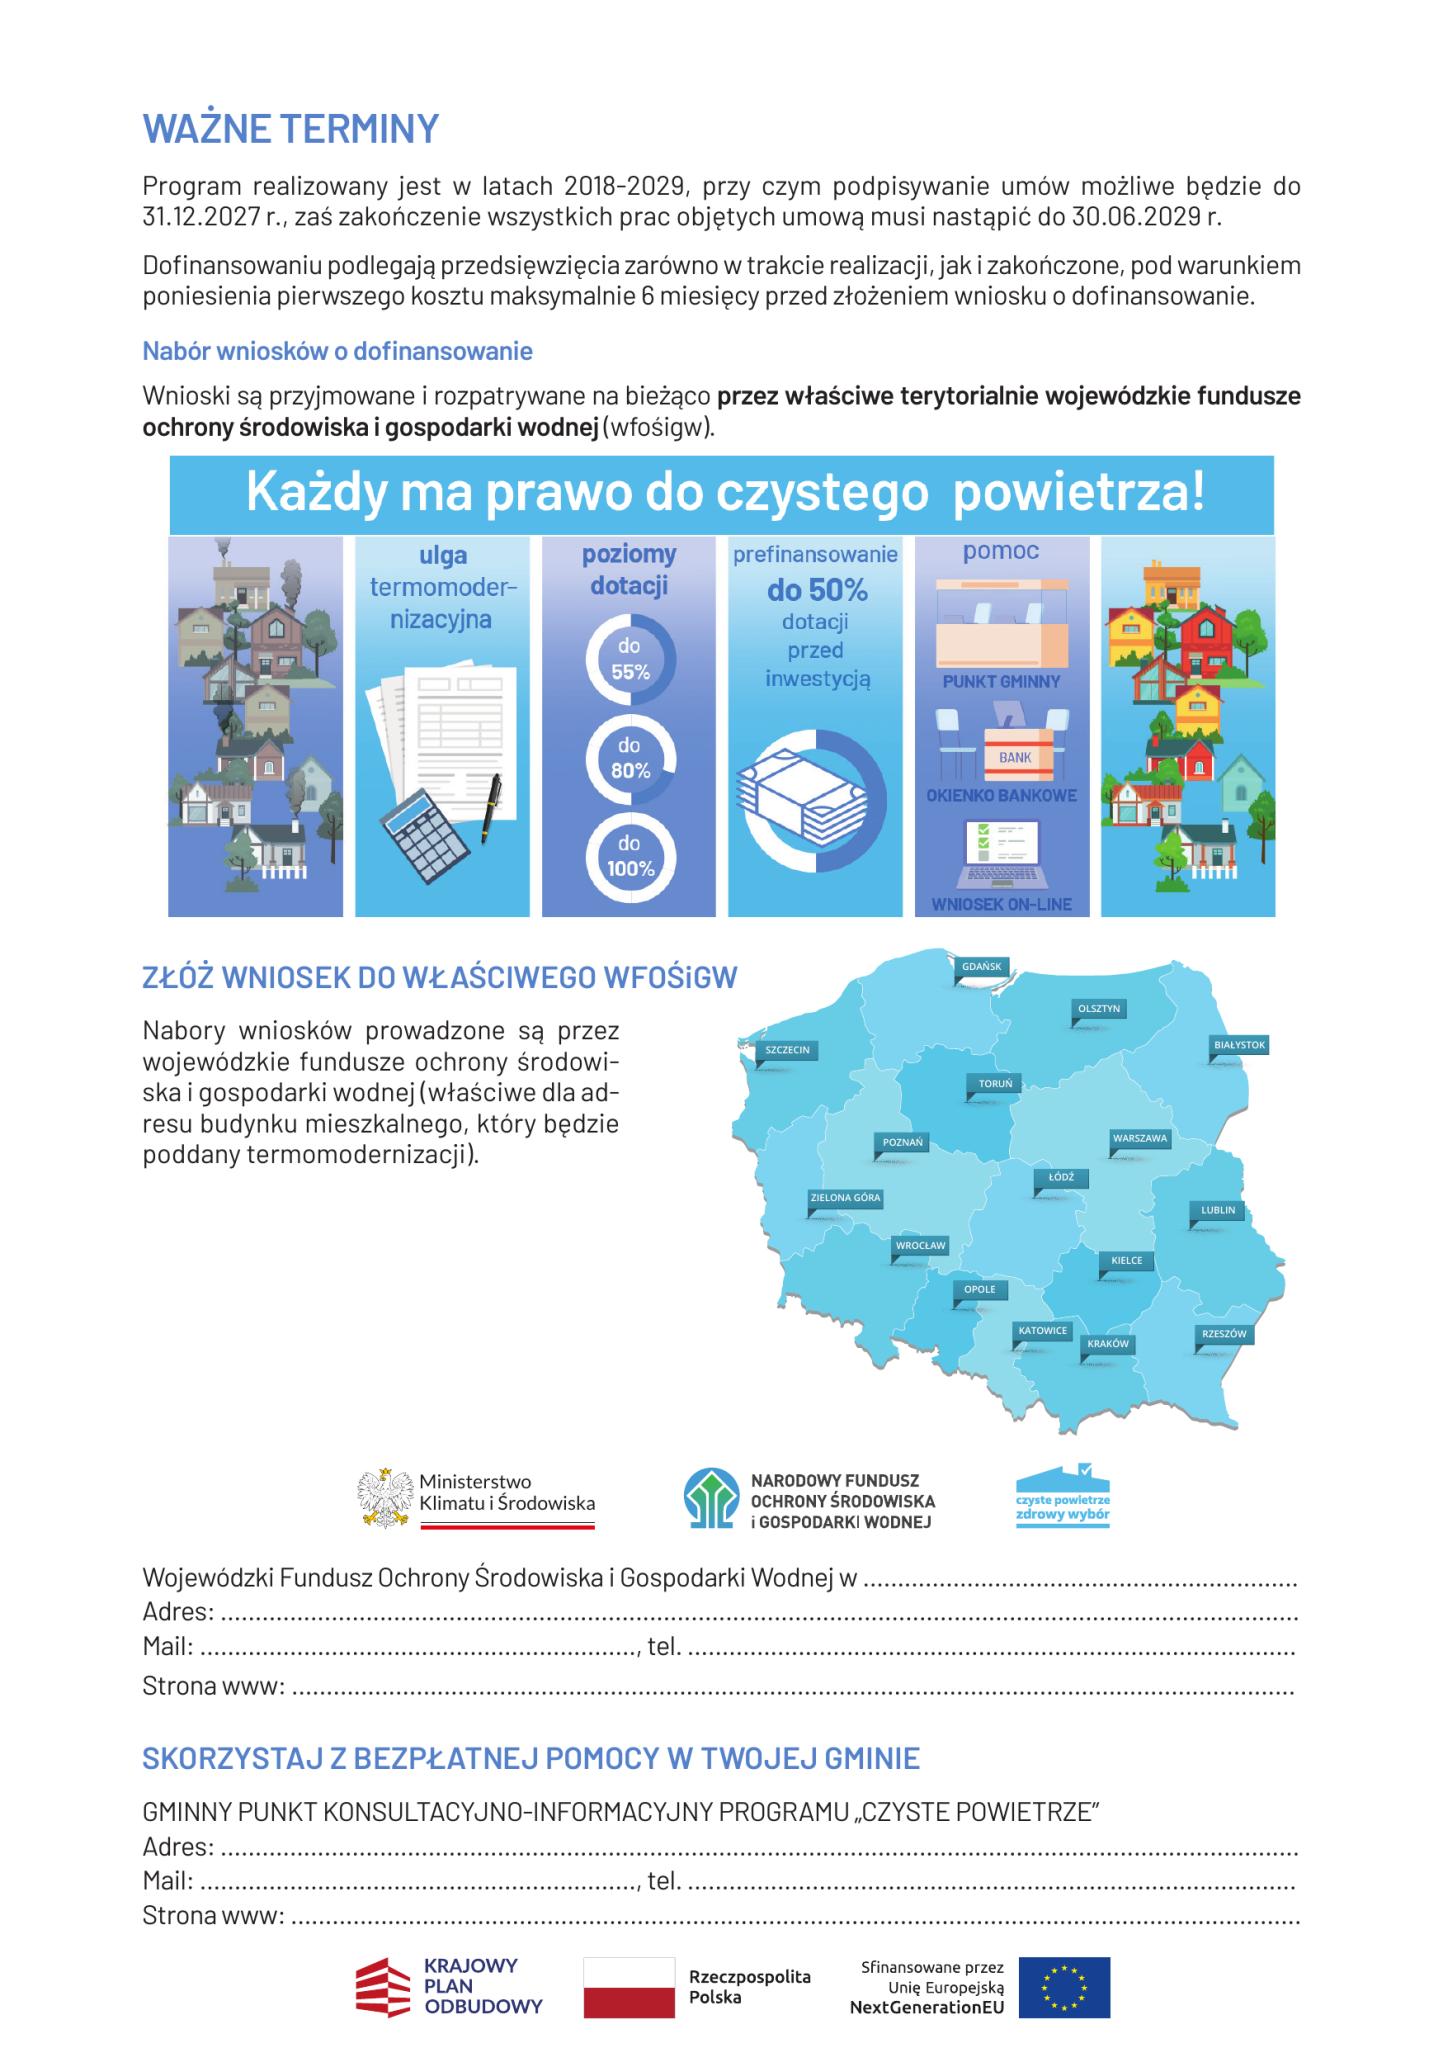 WAŻNE TERMINY
Program realizowany jest w latach 2018-2029, przy czym podpisywanie umów możliwe będzie do
31.12.2027 r., zaś zakończenie wszystkich prac objętych umową musi nastąpić do 30.06.2029 r.
Dofinansowaniu podlegają przedsięwzięcia zarówno w trakcie realizacji, jak i zakończone, pod warunkiem
poniesienia pierwszego kosztu maksymalnie 6 miesięcy przed złożeniem wniosku o dofinansowanie.
Nabór wniosków o dofinansowanie
Wnioski są przyjmowane i rozpatrywane na bieżąco przez właściwe terytorialnie wojewódzkie fundusze
ochrony środowiska i gospodarki wodnej (wfośigw).
Każdy ma prawo do czystego powietrza!
ulga
termomoder-
nizacyjna
poziomy
dotacji
do
55%
do
80%
do
100%
prefinansowanie
do 50%
dotacji
przed
inwestycją
pomoc
PUNKT GMINNY
BANK
OKIENKO BANKOWE
WNIOSEK ON-LINE
ZŁÓŻ WNIOSEK DO WŁAŚCIWEGO WFOŚiGW
Nabory wniosków prowadzone są przez
wojewódzkie fundusze ochrony środowi-
ska i gospodarki wodnej (właściwe dla ad-
resu budynku mieszkalnego, który będzie
poddany termomodernizacji).
GDAŃSK
OLSZTYN
BIAŁYSTOK
SZCZECIN
TORUŃ
POZNAŃ
WARSZAWA
ŁÓDŹ
ZIELONA GÓRA
LUBLIN
WROCŁAW
KIELCE
OPOLE
KATOWICE
KRAKÓW
RZESZÓW
Ministerstwo
Klimatu i Środowiska
NARODOWY FUNDUSZ
OCHRONY ŚRODOWISKA
i GOSPODARKI WODNEJ
czyste powietrze
zdrowy wybór
Wojewódzki Fundusz Ochrony Środowiska i Gospodarki Wodnej w ................................................................
Adres: ................................................................................................................................................................
Mail: ................................................................, tel. ..........................................................................................
Strona www: .....................................................................................................................................................
SKORZYSTAJ Z BEZPŁATNEJ POMOCY W TWOJEJ GMINIE
GMINNY PUNKT KONSULTACYJNO-INFORMACYJNY PROGRAMU „CZYSTE POWIETRZE”
Adres: ................................................................................................................................................................
Mail: ................................................................, tel. ..........................................................................................
Strona www: .....................................................................................................................................................
KRAJOWY
PLAN
ODBUDOWY
Rzeczpospolita
Polska
Sfinansowane przez
Unię Europejską
NextGenerationEU